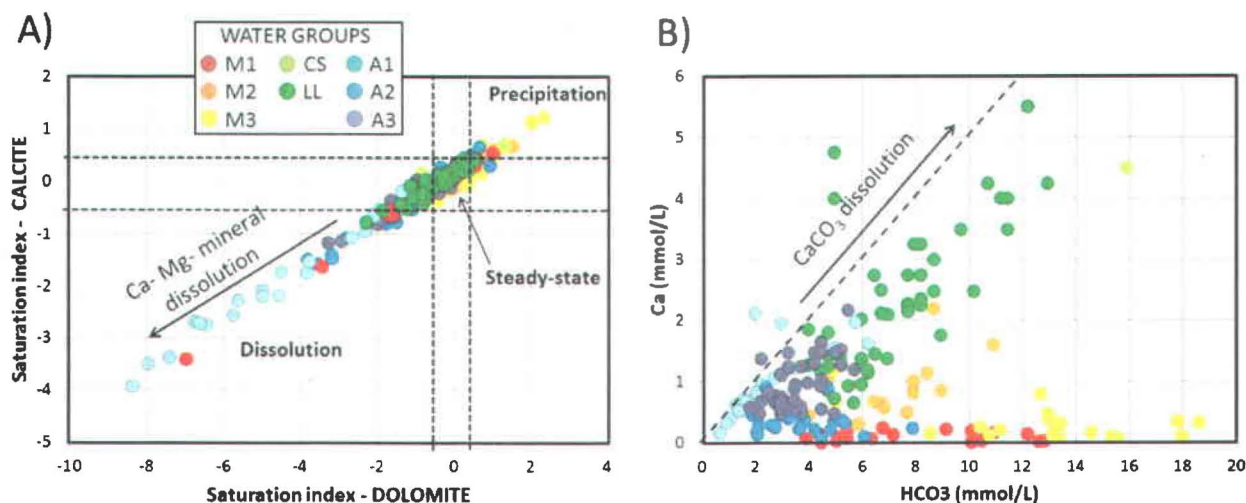 A)
WATER GROUPS
M1 CS A1
M2 LL A2
M3 A3
Precipitation
Ca- Mg- mineral
dissolution
Steady-state
Dissolution
2
1
0
-1
-2
-3
-4
-5
-10 -8 -6 -4 -2 0 2 4
Saturation index - CALCITE
Saturation index - DOLOMITE
B)
CaCO3 dissolution
6
5
4
3
2
1
0
0 2 4 6 8 10 12 14 16 18 20
Ca (mmol/L)
HCO3 (mmol/L)